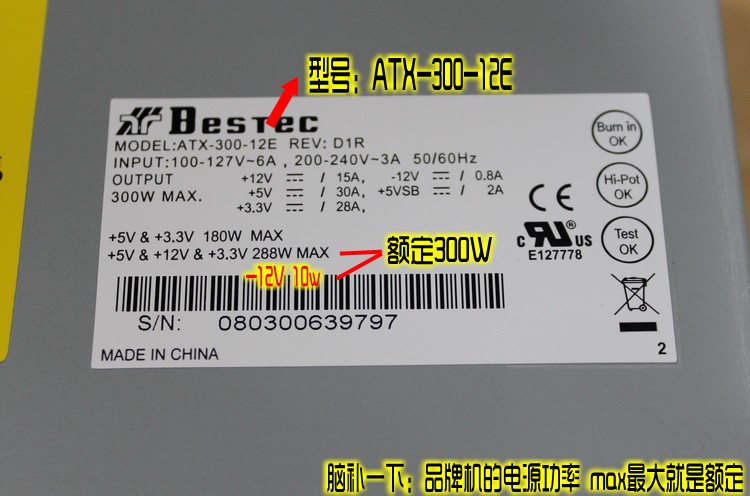 型号：ATX-300-12E
BESTEC
MODEL:ATX-300-12E REV: D1R
INPUT:100-127V~6A , 200-240V~3A 50/60Hz
OUTPUT +12V ⎓ / 15A, -12V ⎓ / 0.8A
300W MAX. +5V ⎓ / 30A, +5VSB ⎓ / 2A
+3.3V ⎓ / 28A,
+5V & +3.3V 180W MAX
+5V & +12V & +3.3V 288W MAX
额定300W
-12V 10w
S/N: 080300639797
MADE IN CHINA
Burn in
OK
Hi-Pot
OK
Test
OK
CE
c RU ® US
E127778
2
脑补一下：品牌机的电源功率 max最大就是额定